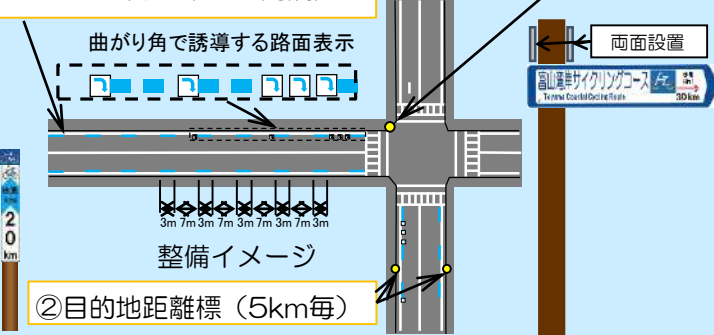 曲がり角で誘導する路面表示
両面設置
富山湾岸サイクリングコース
Toyama Coastal Cycling Route
30km
20
km
3m 7m 3m 7m 3m 7m 3m 7m 3m
整備イメージ
②目的地距離標（5km毎）